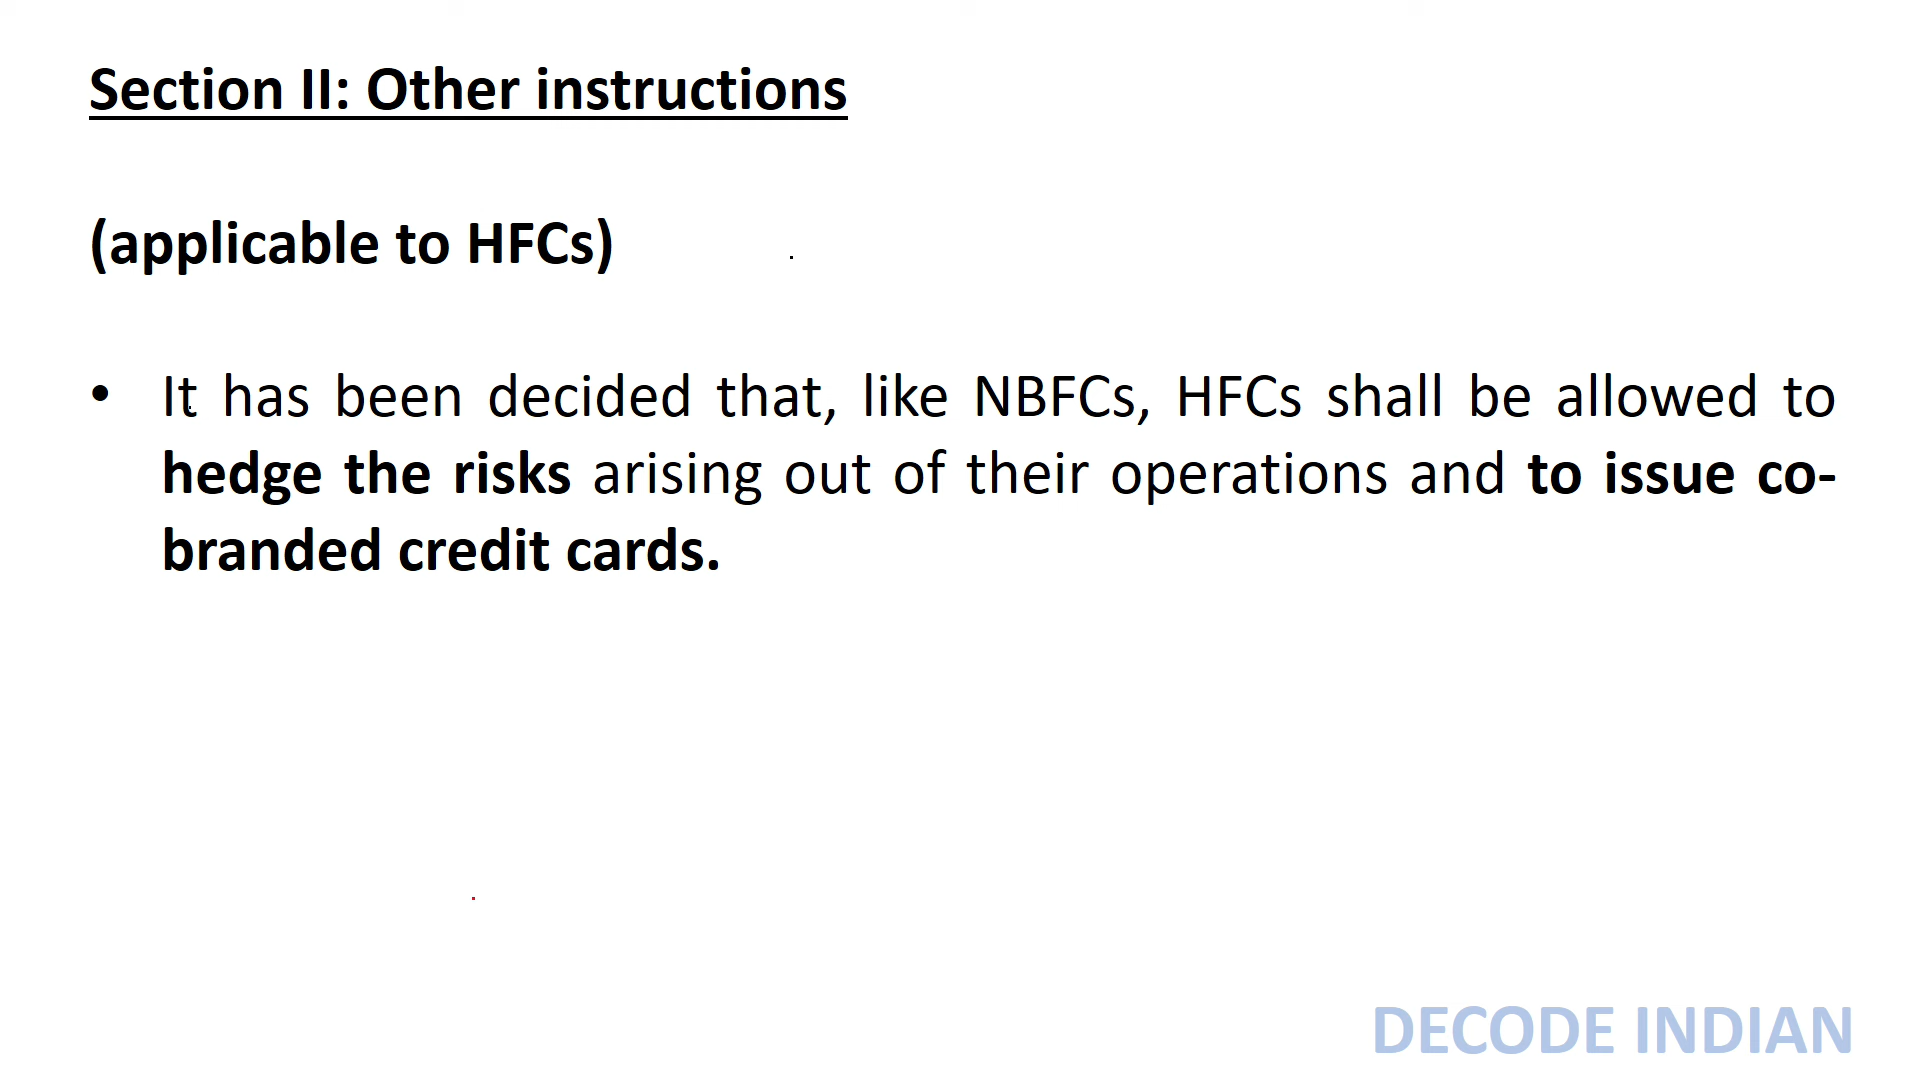 Section II: Other instructions
(applicable to HFCs)
• It has been decided that, like NBFCs, HFCs shall be allowed to
hedge the risks arising out of their operations and to issue co-
branded credit cards.
DECODE INDIAN